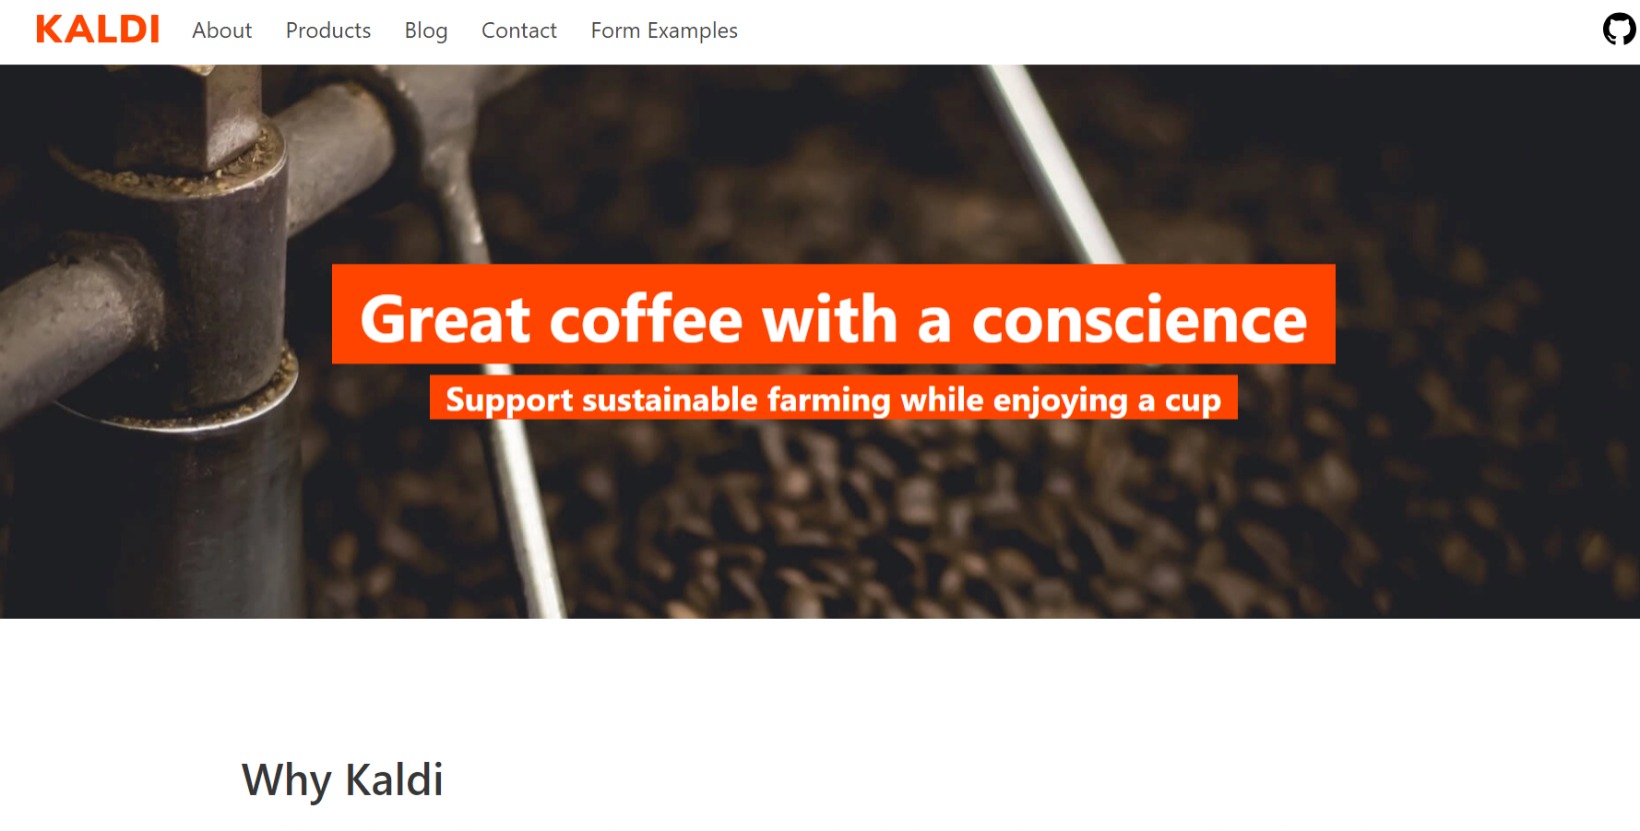 KALDI
About
Products
Blog
Contact
Form Examples
Great coffee with a conscience
Support sustainable farming while enjoying a cup
Why Kaldi